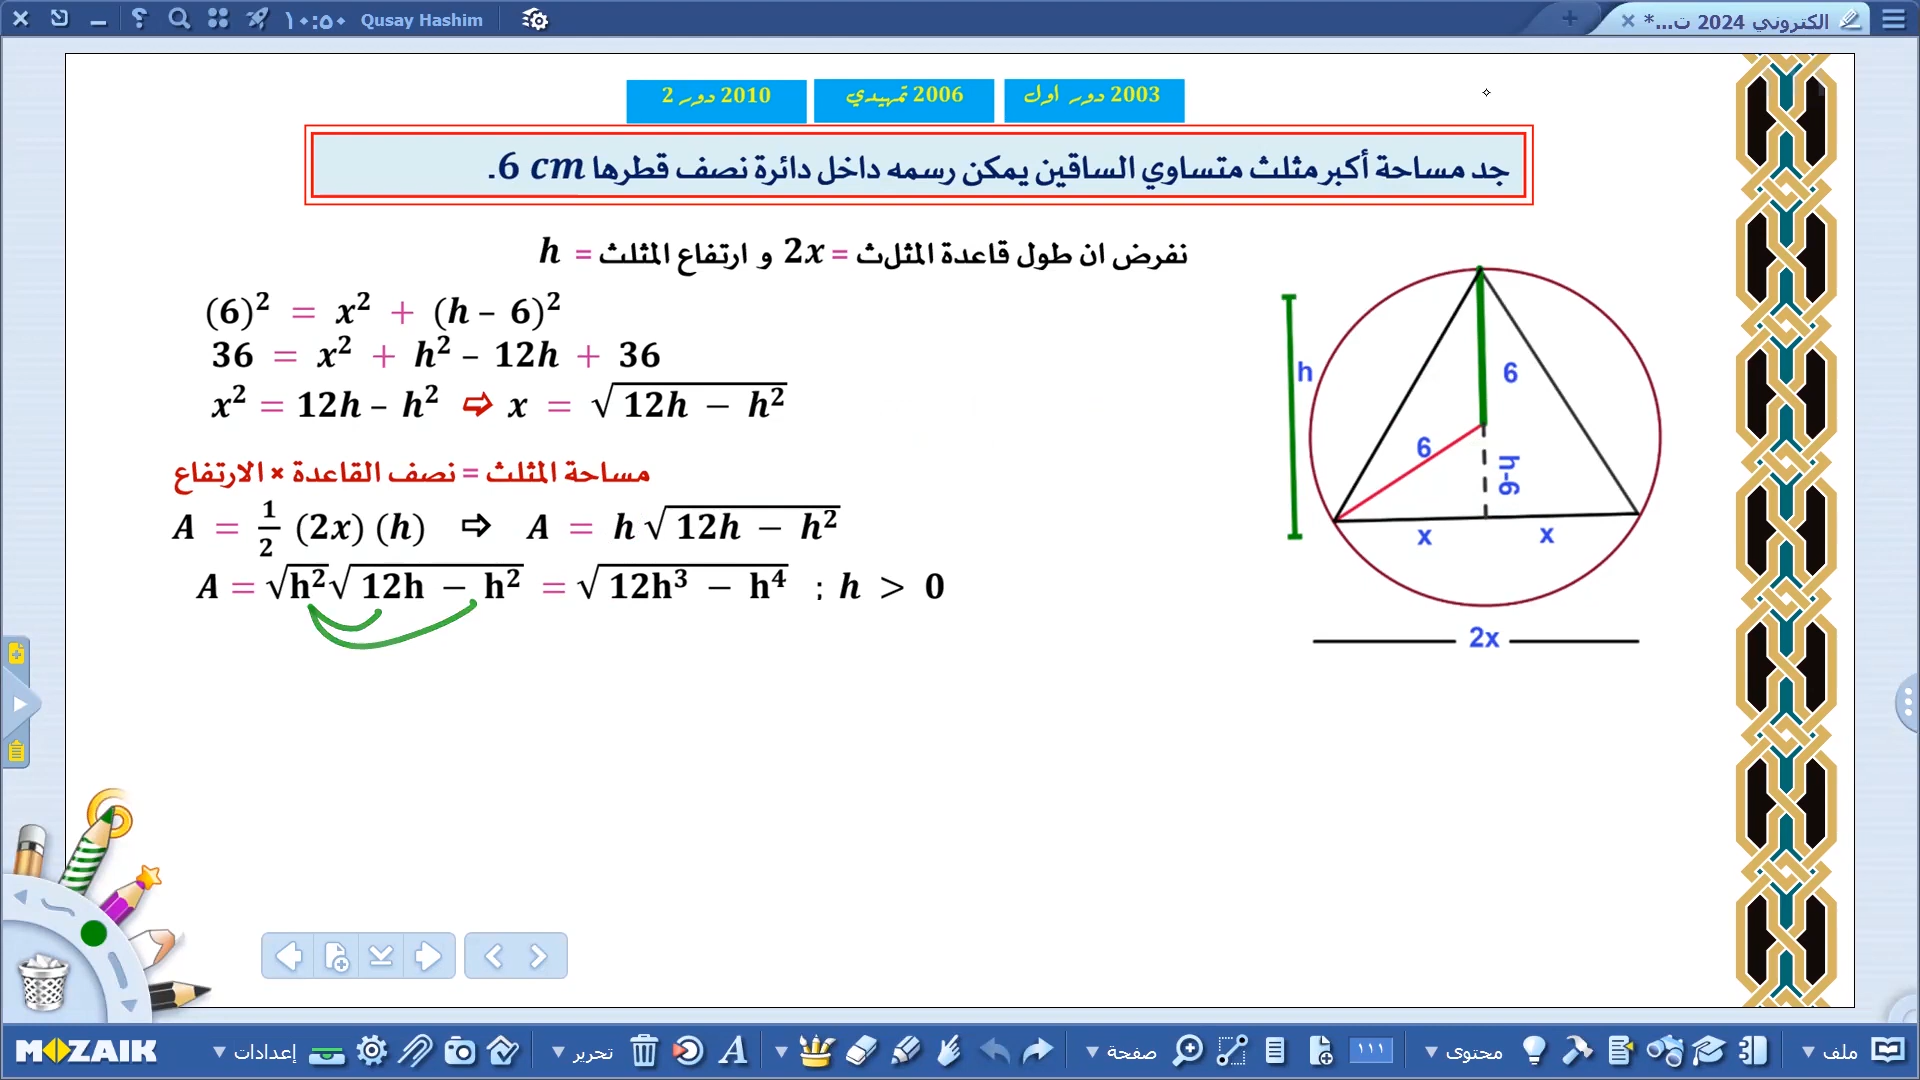 ١٠:٥٠ Qusay Hashim
الكتروني 2024 ت...*
2003 دور اول
2006 تمهيدي
2010 دور 2
جد مساحة أكبر مثلث متساوي الساقين يمكن رسمه داخل دائرة نصف قطرها 6 cm.
نفرض ان طول قاعدة المثلث = 2x و ارتفاع المثلث = h
(6)² = x² + (h – 6)²
36 = x² + h² – 12h + 36
x² = 12h – h² ⇨ x = √(12h − h²)
مساحة المثلث = نصف القاعدة × الارتفاع
A = 1/2 (2x) (h) ⇨ A = h √(12h − h²)
A = √(h²) √(12h − h²) = √(12h³ − h⁴) ; h > 0
h
6
6
h-6
x
x
2x
ملف
محتوى
١١١
صفحة
تحرير
إعدادات
MOZAIK